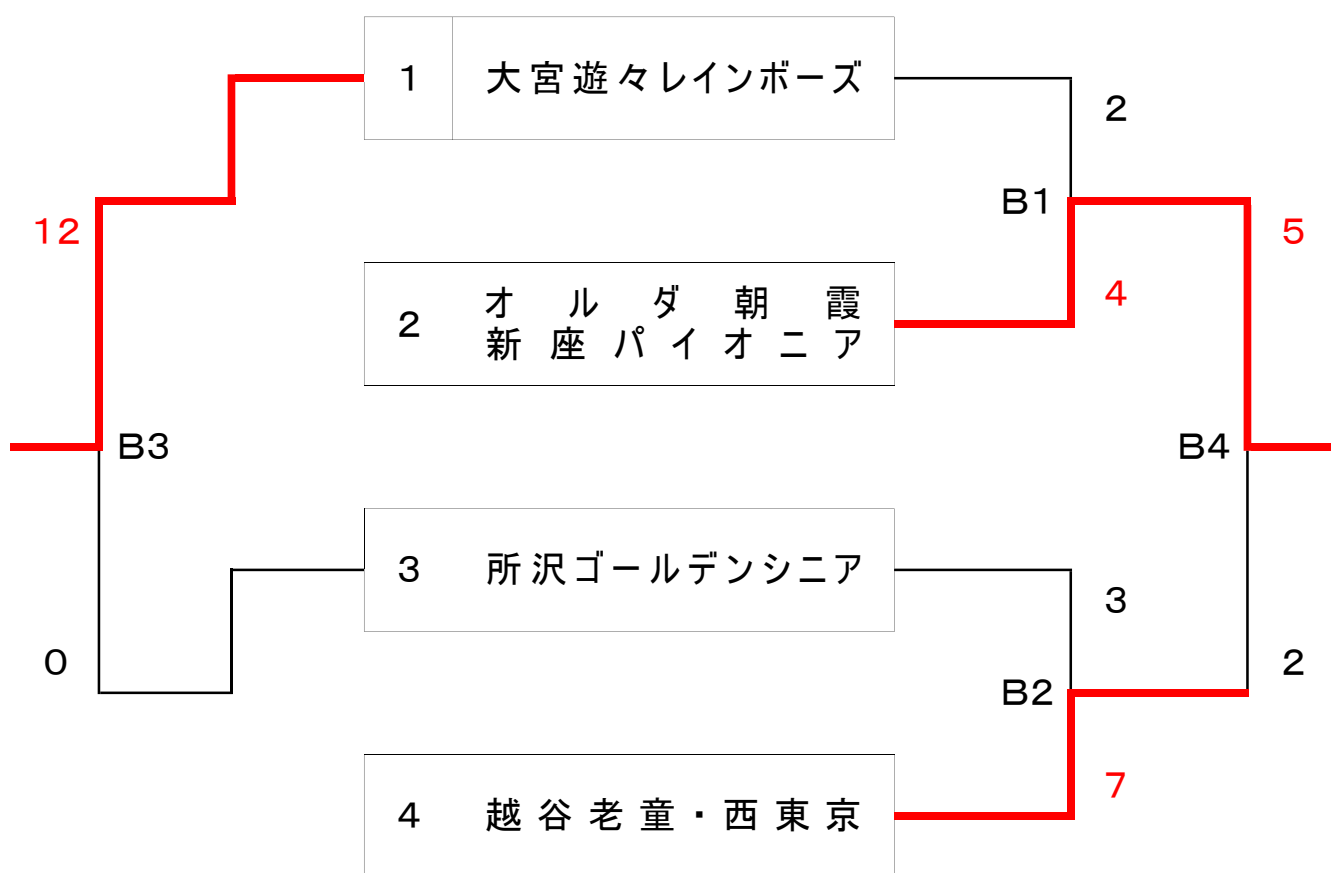 1 大宮遊々レインボーズ
2
B1
12
5
4
2 オルダ朝霞
新座パイオニア
B3
B4
3 所沢ゴールデンシニア
3
0
2
B2
7
4 越谷老童・西東京